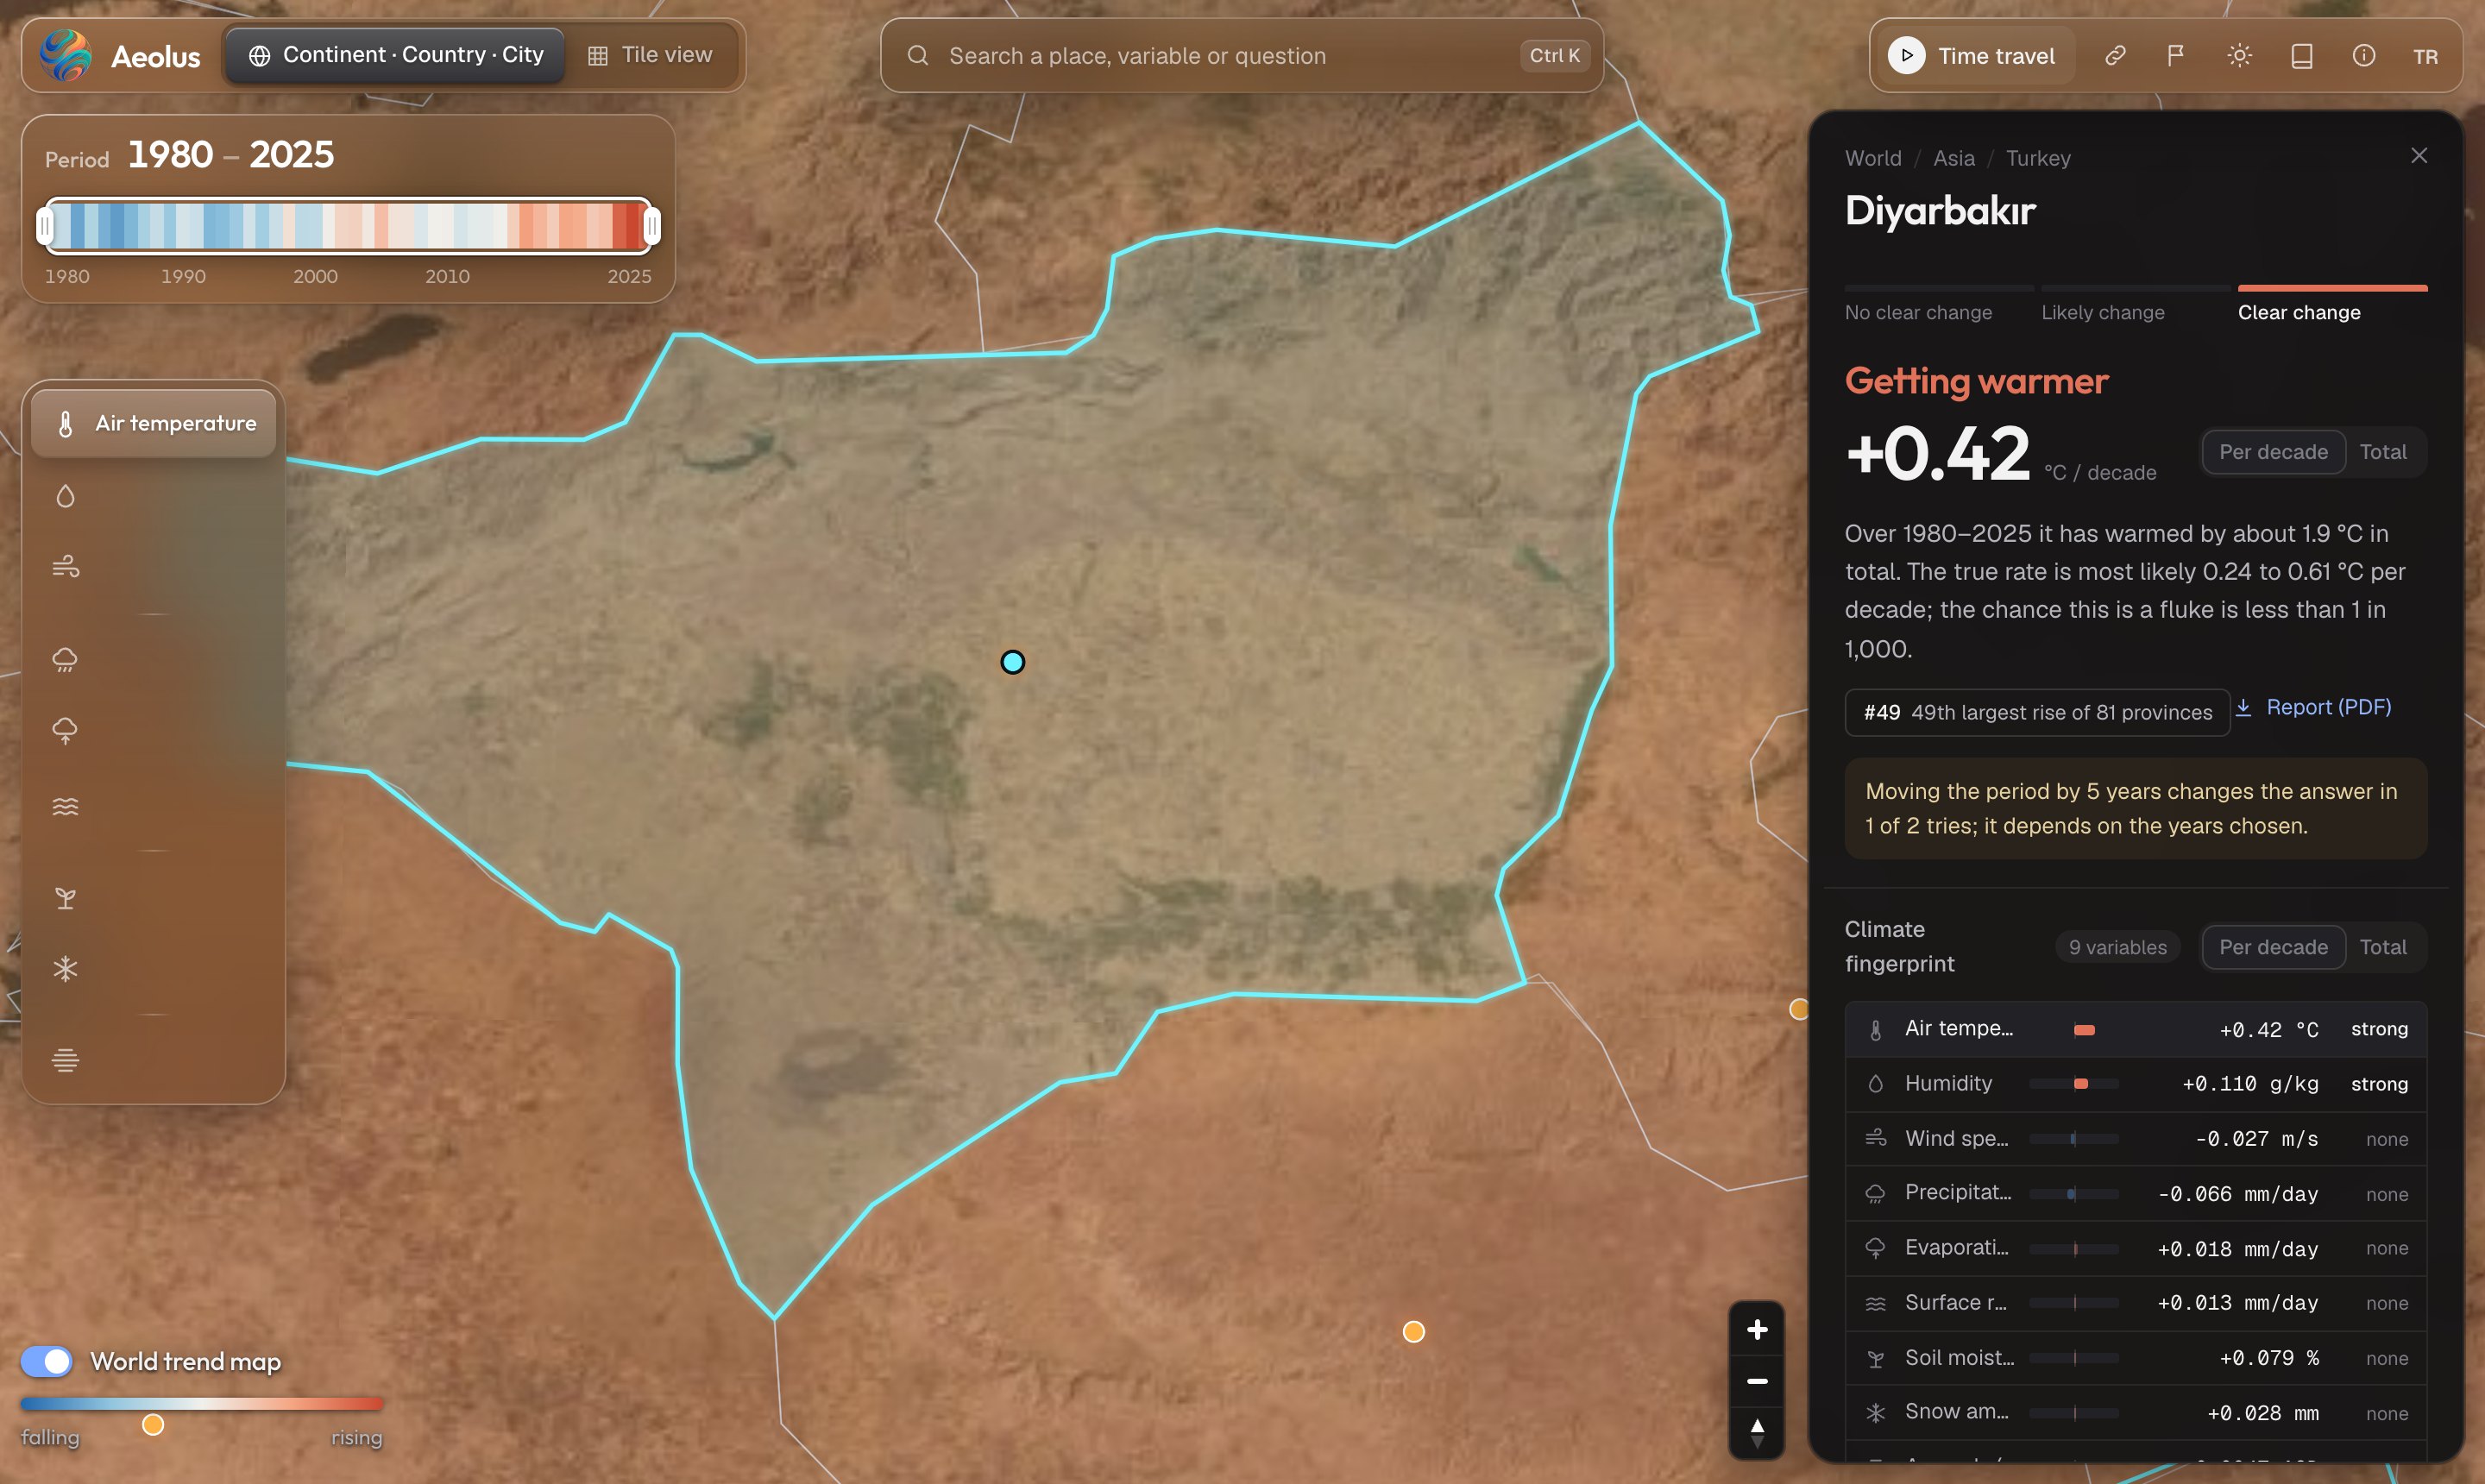 Aeolus
Continent · Country · City
Tile view
Search a place, variable or question
Ctrl K
Time travel
TR
Period 1980 – 2025
1980 1990 2000 2010 2025
Air temperature
World trend map
falling rising
World / Asia / Turkey
Diyarbakır
No clear change Likely change Clear change
Getting warmer
+0.42 °C / decade
Per decade Total
Over 1980–2025 it has warmed by about 1.9 °C in
total. The true rate is most likely 0.24 to 0.61 °C per
decade; the chance this is a fluke is less than 1 in
1,000.
#49 49th largest rise of 81 provinces
Report (PDF)
Moving the period by 5 years changes the answer in
1 of 2 tries; it depends on the years chosen.
Climate
fingerprint
9 variables
Per decade Total
Air tempe... +0.42 °C strong
Humidity +0.110 g/kg strong
Wind spe... -0.027 m/s none
Precipitat... -0.066 mm/day none
Evaporati... +0.018 mm/day none
Surface r... +0.013 mm/day none
Soil moist... +0.079 % none
Snow am... +0.028 mm none